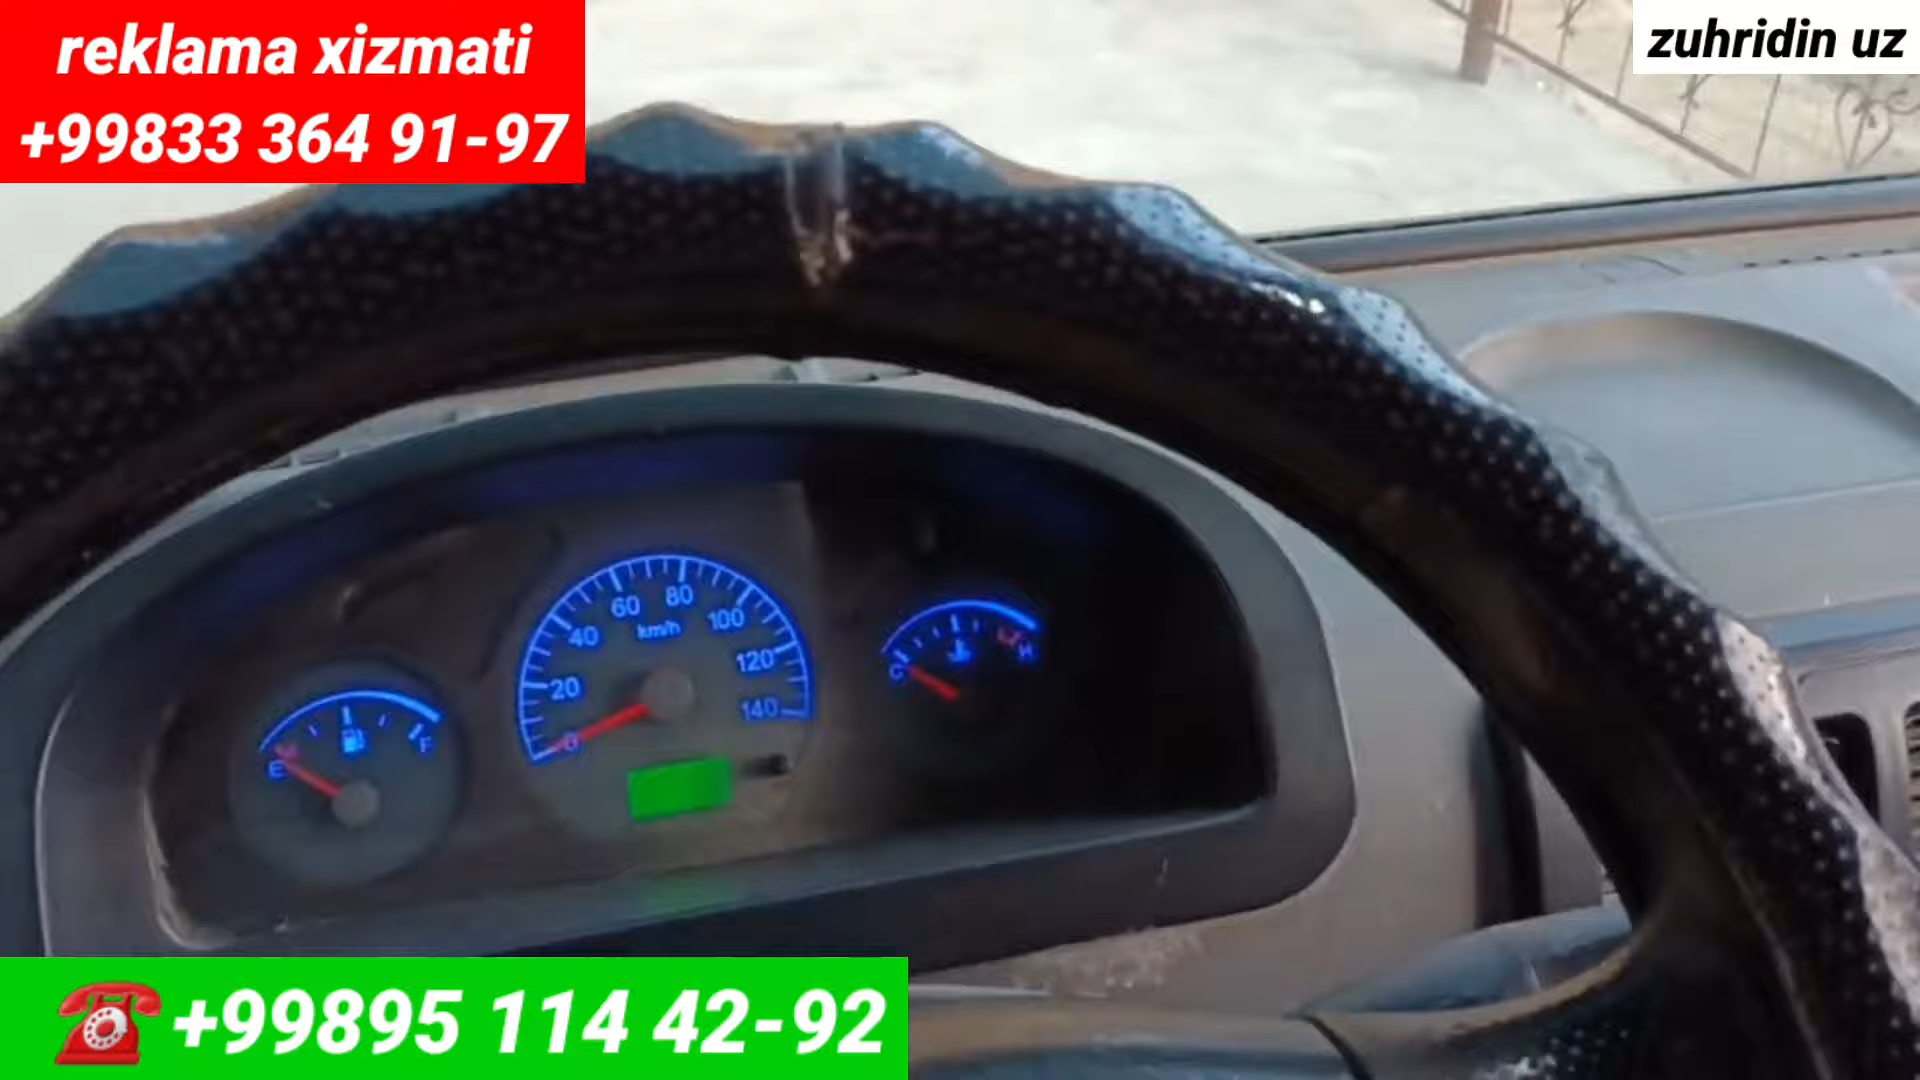 reklama xizmati
+99833 364 91-97
zuhridin uz
60 80
40 km/h 100
20 120
0 140
E F
C H
+99895 114 42-92